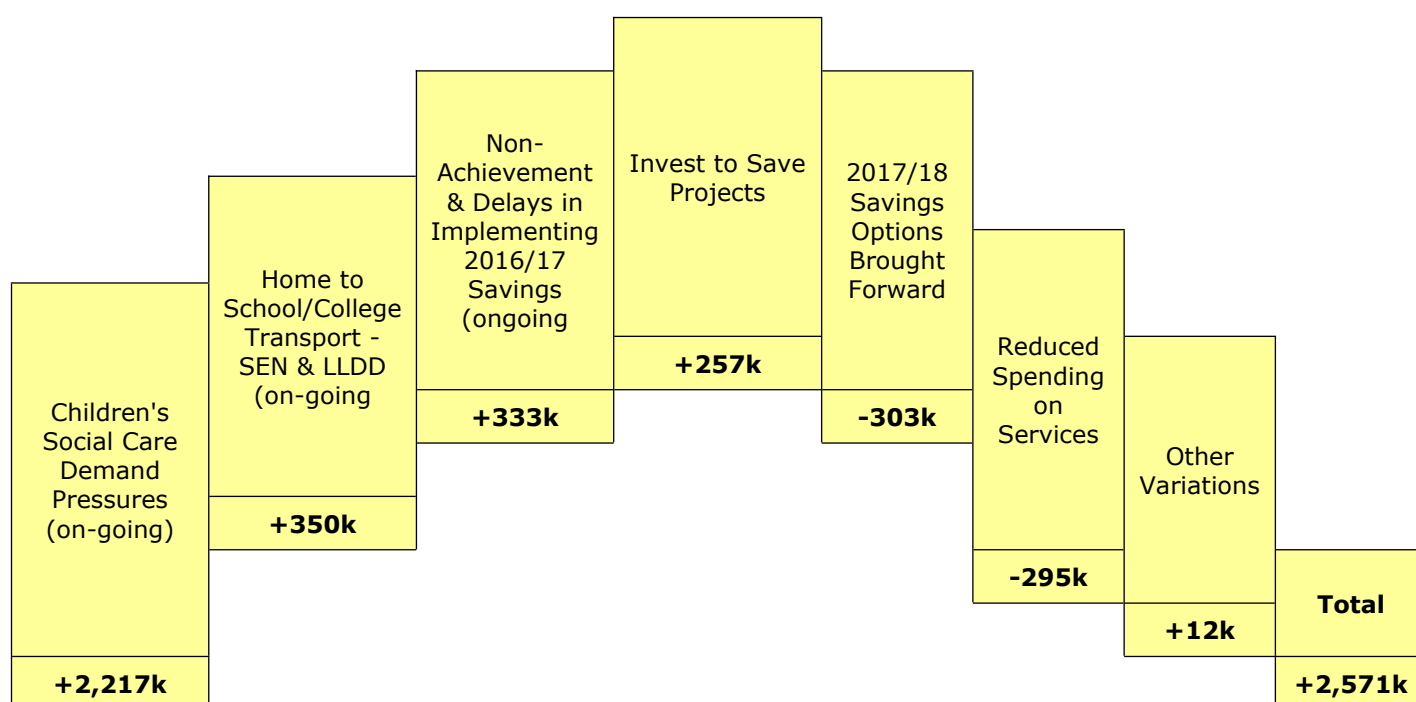 Children's
Social Care
Demand
Pressures
(on-going)
+2,217k
Home to
School/College
Transport -
SEN & LLDD
(on-going
+350k
Non-
Achievement
& Delays in
Implementing
2016/17
Savings
(ongoing
+333k
Invest to Save
Projects
+257k
2017/18
Savings
Options
Brought
Forward
-303k
Reduced
Spending
on
Services
-295k
Other
Variations
+12k
Total
+2,571k